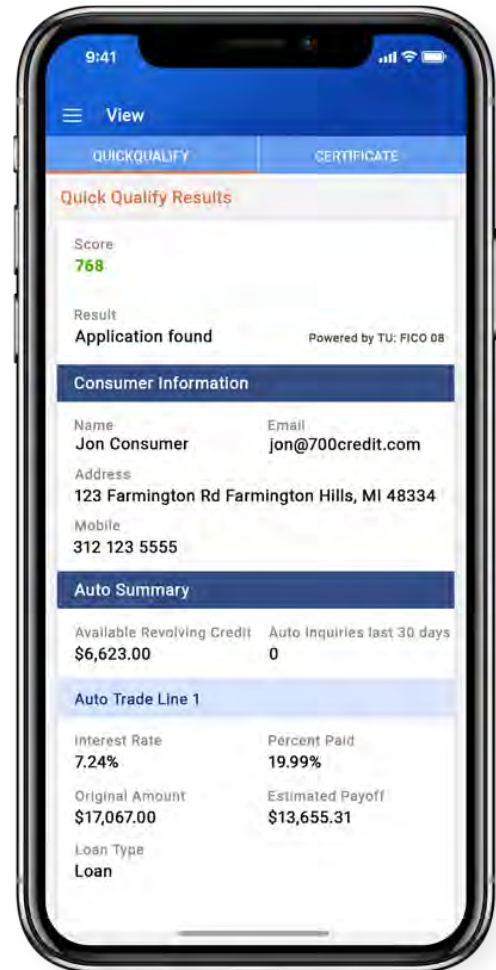 9:41
View
QUICKQUALIFY CERTIFICATE
Quick Qualify Results
Score
768
Result
Application found Powered by TU: FICO 08
Consumer Information
Name Email
Jon Consumer jon@700credit.com
Address
123 Farmington Rd Farmington Hills, MI 48334
Mobile
312 123 5555
Auto Summary
Available Revolving Credit Auto Inquiries last 30 days
$6,623.00 0
Auto Trade Line 1
Interest Rate Percent Paid
7.24% 19.99%
Original Amount Estimated Payoff
$17,067.00 $13,655.31
Loan Type
Loan